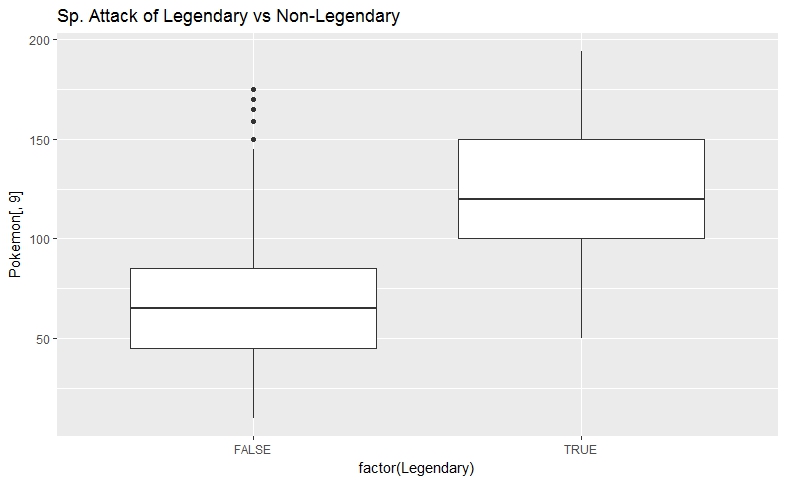 Sp. Attack of Legendary vs Non-Legendary
200
150
100
50
Pokemon[, 9]
FALSE TRUE
factor(Legendary)